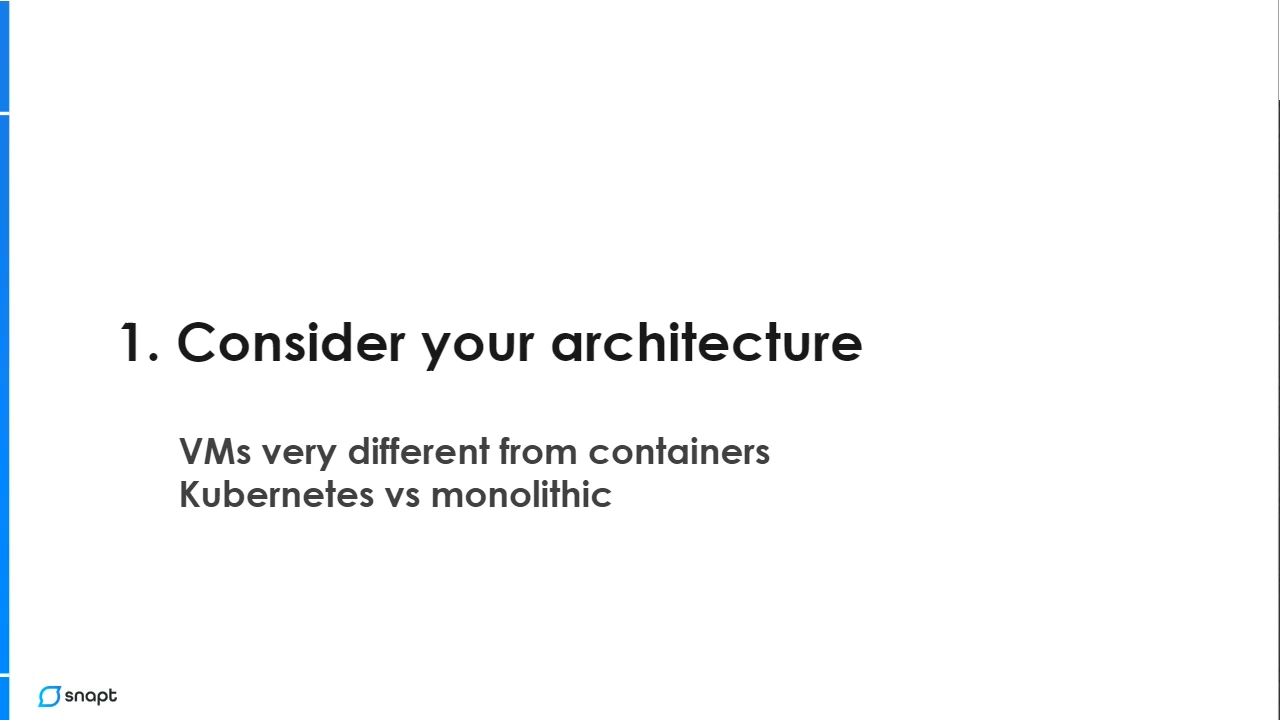 1. Consider your architecture
VMs very different from containers
Kubernetes vs monolithic
snapt